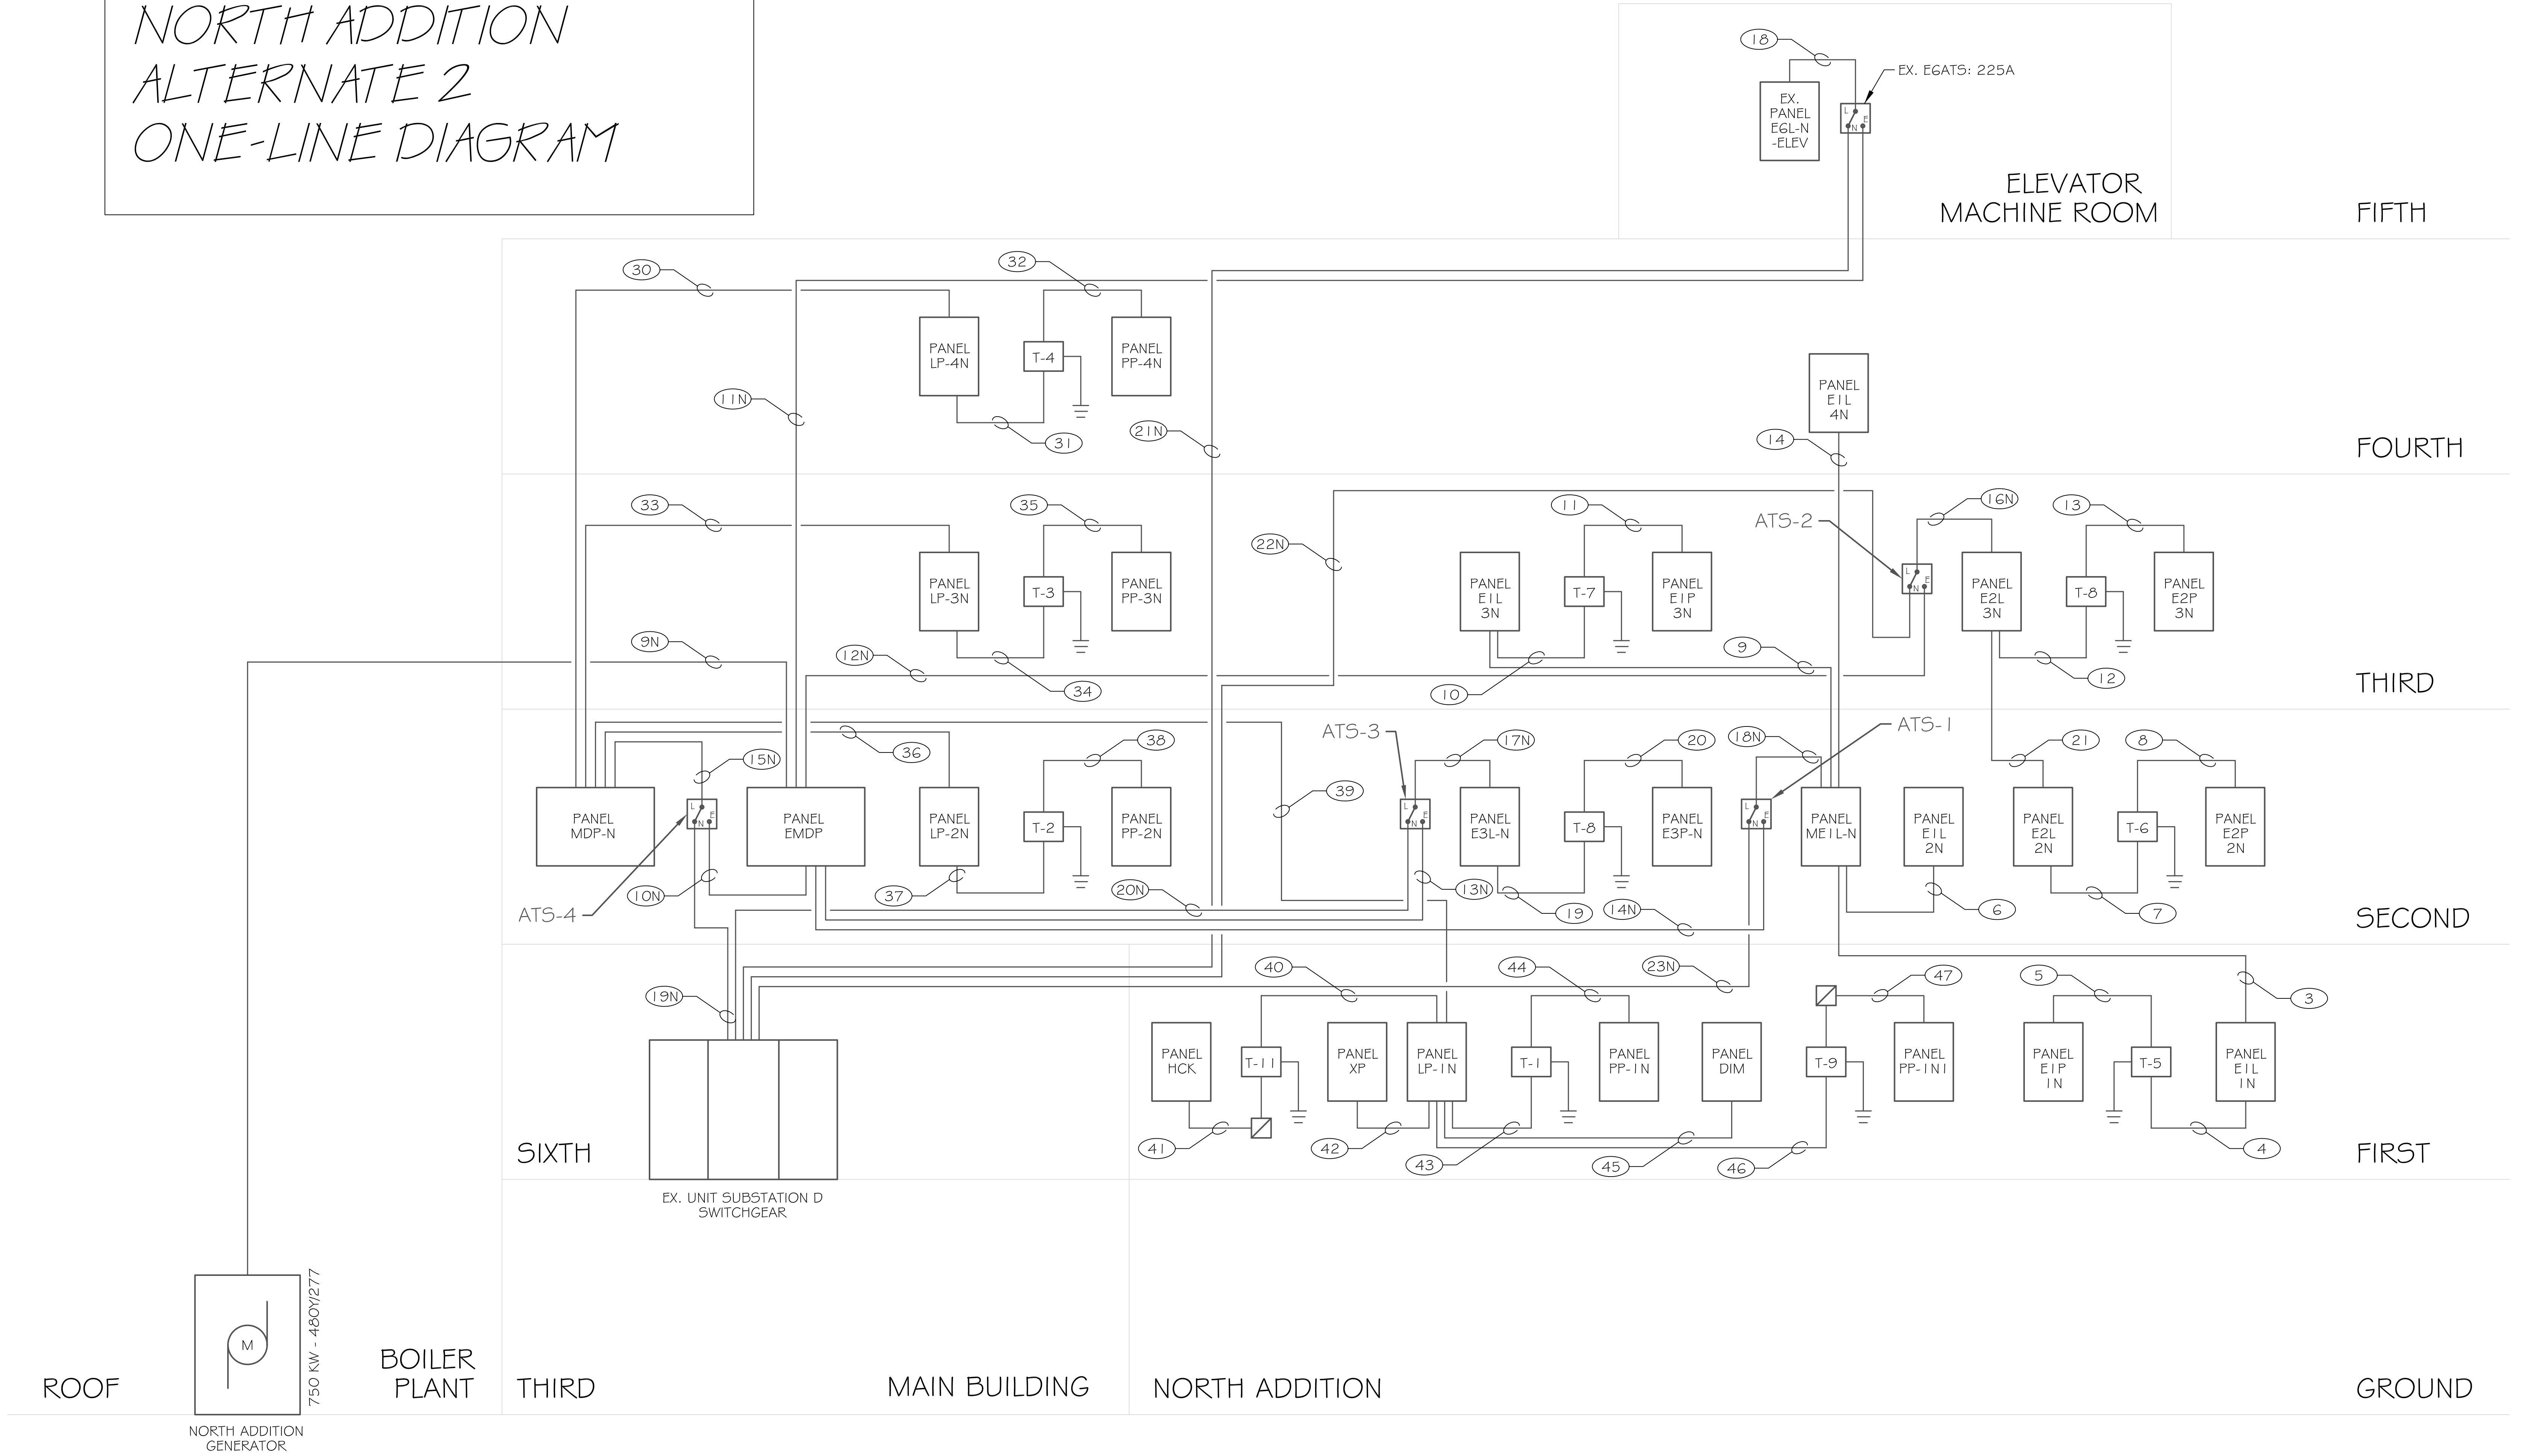 NORTH ADDITION
ALTERNATE 2
ONE-LINE DIAGRAM
18
EX. E6ATS: 225A
EX.
PANEL
E6L-N
-ELEV
L
N
E
ELEVATOR
MACHINE ROOM
FIFTH
30
32
PANEL
LP-4N
T-4
PANEL
PP-4N
11N
31
21N
PANEL
E1L
4N
14
FOURTH
33
35
PANEL
LP-3N
T-3
PANEL
PP-3N
9N
12N
34
22N
11
PANEL
E1L
3N
T-7
PANEL
E1P
3N
10
9
ATS-2
L
N
E
16N
13
PANEL
E2L
3N
T-8
PANEL
E2P
3N
12
THIRD
15N
36
38
PANEL
MDP-N
L
N
E
PANEL
EMDP
PANEL
LP-2N
T-2
PANEL
PP-2N
ATS-4
10N
37
20N
39
ATS-3
17N
20
L
N
E
PANEL
E3L-N
T-8
PANEL
E3P-N
13N
19
14N
18N
ATS-1
L
N
E
PANEL
ME1L-N
PANEL
E1L
2N
6
21
8
PANEL
E2L
2N
T-6
PANEL
E2P
2N
7
SECOND
19N
SIXTH
EX. UNIT SUBSTATION D
SWITCHGEAR
40
44
23N
47
5
3
PANEL
HCK
T-11
PANEL
XP
PANEL
LP-1N
T-1
PANEL
PP-1N
PANEL
DIM
T-9
PANEL
PP-1N1
PANEL
E1P
1N
T-5
PANEL
E1L
1N
41
42
43
45
46
4
FIRST
M
750 KW - 480Y/277
NORTH ADDITION
GENERATOR
ROOF
BOILER
PLANT
THIRD
MAIN BUILDING
NORTH ADDITION
GROUND